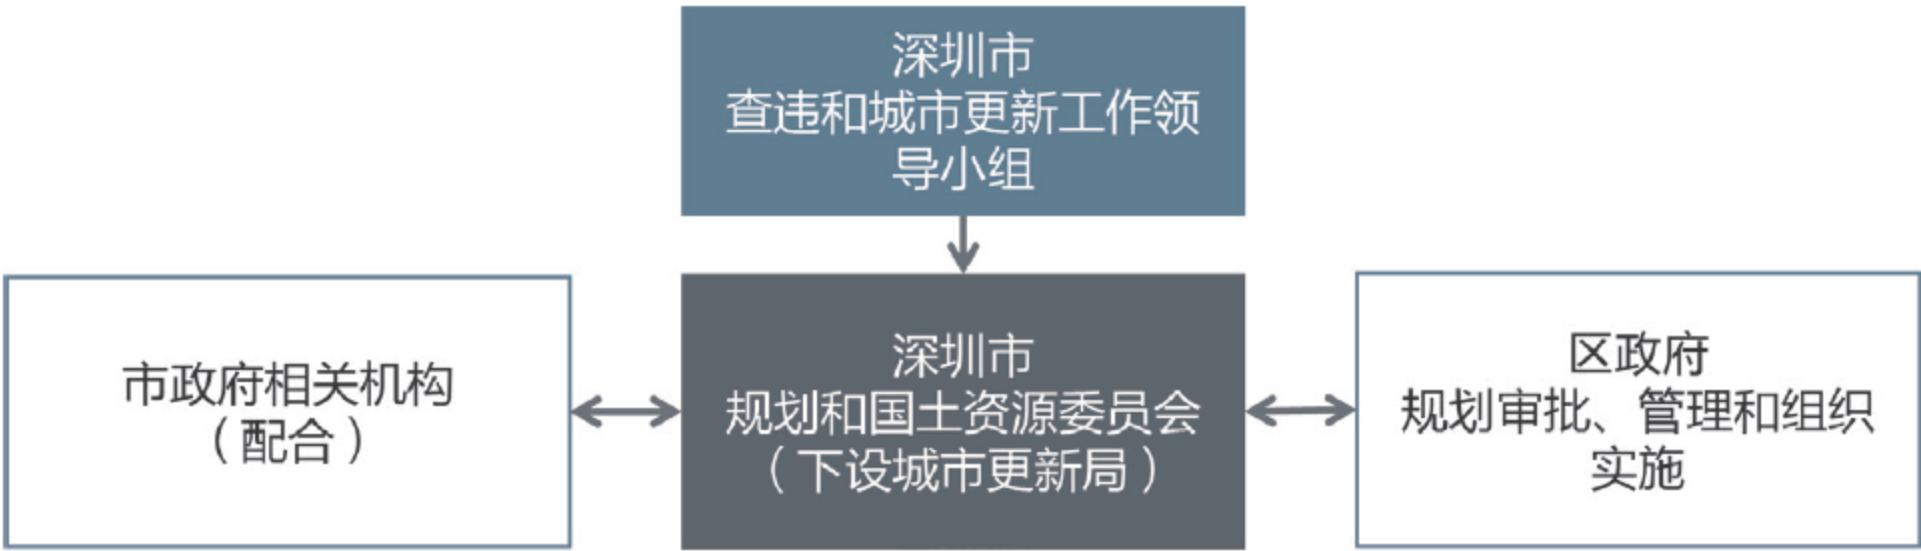 深圳市
查违和城市更新工作领
导小组
市政府相关机构
（配合）
深圳市
规划和国土资源委员会
（下设城市更新局）
区政府
规划审批、管理和组织
实施